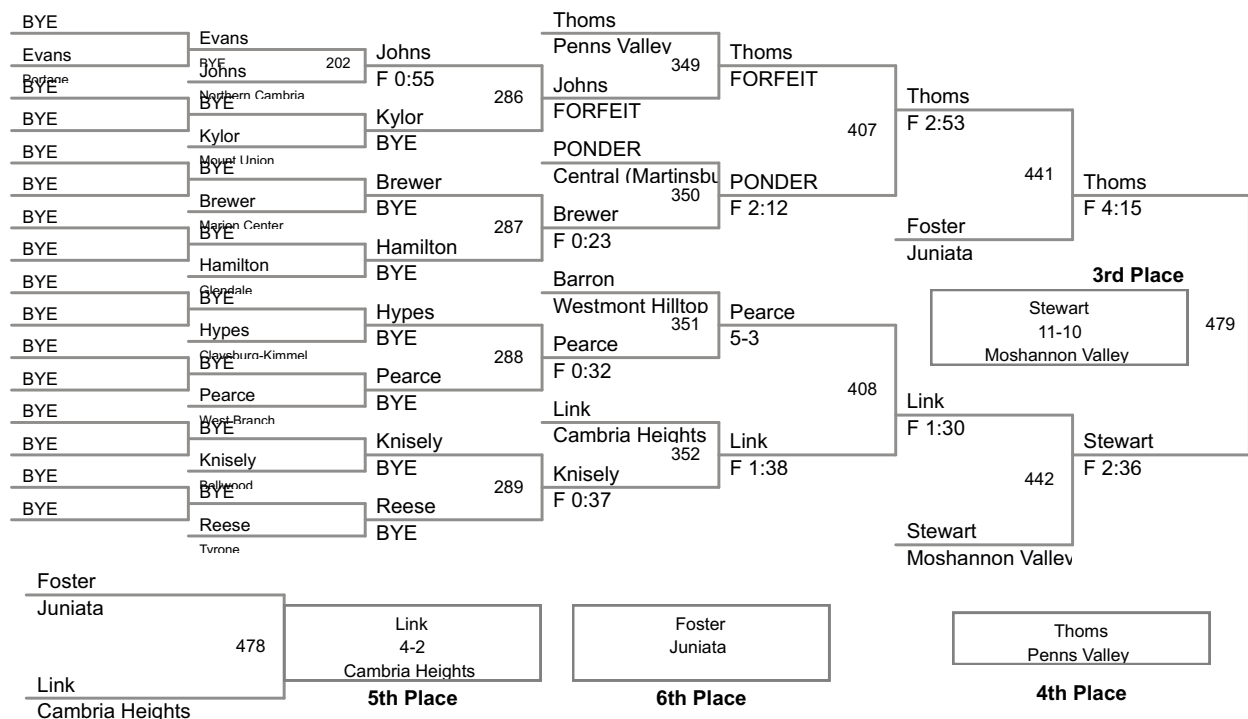 BYE
Evans
Portage
BYE
BYE
BYE
BYE
BYE
BYE
BYE
BYE
BYE
BYE
BYE
BYE
BYE
BYE
Evans
BYE
202
Johns
Northern Cambria
BYE
Kylor
Mount Union
BYE
Brewer
Marion Center
BYE
Hamilton
Glendale
BYE
Hypes
Claysburg-Kimmel
BYE
Pearce
West Branch
BYE
Knisely
Bellwood
BYE
Reese
Tyrone
Johns
F 0:55
286
Kylor
BYE
Brewer
BYE
287
Hamilton
BYE
Hypes
BYE
288
Pearce
BYE
Knisely
BYE
289
Reese
BYE
Thoms
Penns Valley
349
Johns
FORFEIT
PONDER
Central (Martinsbu
350
Brewer
F 0:23
Barron
Westmont Hilltop
351
Pearce
F 0:32
Link
Cambria Heights
352
Knisely
F 0:37
Thoms
FORFEIT
407
PONDER
F 2:12
Pearce
5-3
408
Link
F 1:38
Thoms
F 2:53
441
Foster
Juniata
Link
F 1:30
442
Stewart
Moshannon Valley
Thoms
F 4:15
479
Stewart
F 2:36
3rd Place
Stewart
11-10
Moshannon Valley
Foster
Juniata
478
Link
Cambria Heights
Link
4-2
Cambria Heights
5th Place
Foster
Juniata
6th Place
Thoms
Penns Valley
4th Place